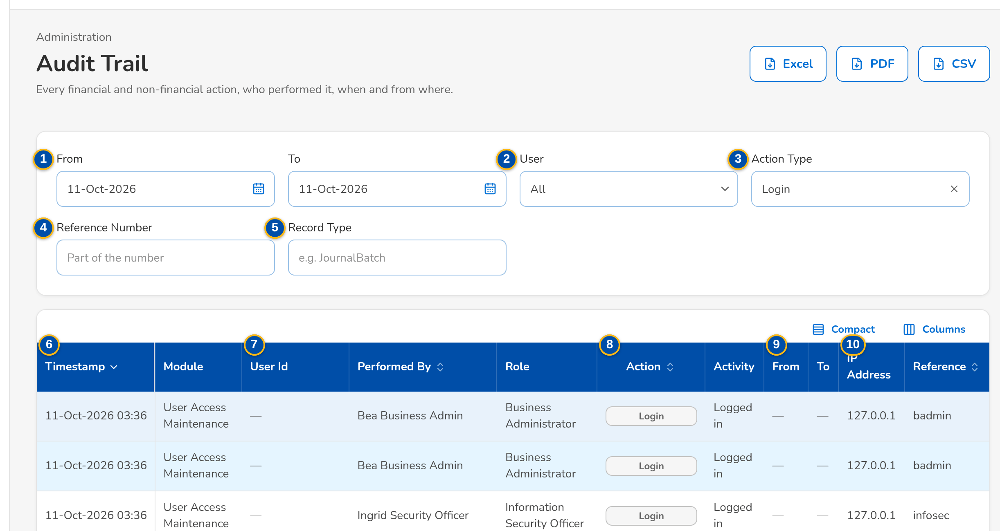 Administration
Audit Trail
Every financial and non-financial action, who performed it, when and from where.
Excel
PDF
CSV
1 From
To
2 User
3 Action Type
11-Oct-2026
11-Oct-2026
All
Login
4 Reference Number
5 Record Type
Part of the number
e.g. JournalBatch
Compact
Columns
6 7 8 9 10
Timestamp
Module
User Id
Performed By
Role
Action
Activity
From
To
IP
Address
Reference
11-Oct-2026 03:36
User Access
Maintenance
—
Bea Business Admin
Business
Administrator
Login
Logged
in
—
—
127.0.0.1
badmin
11-Oct-2026 03:36
User Access
Maintenance
—
Bea Business Admin
Business
Administrator
Login
Logged
in
—
—
127.0.0.1
badmin
11-Oct-2026 03:36
User Access
Maintenance
—
Ingrid Security Officer
Information
Security Officer
Login
Logged
in
—
—
127.0.0.1
infosec